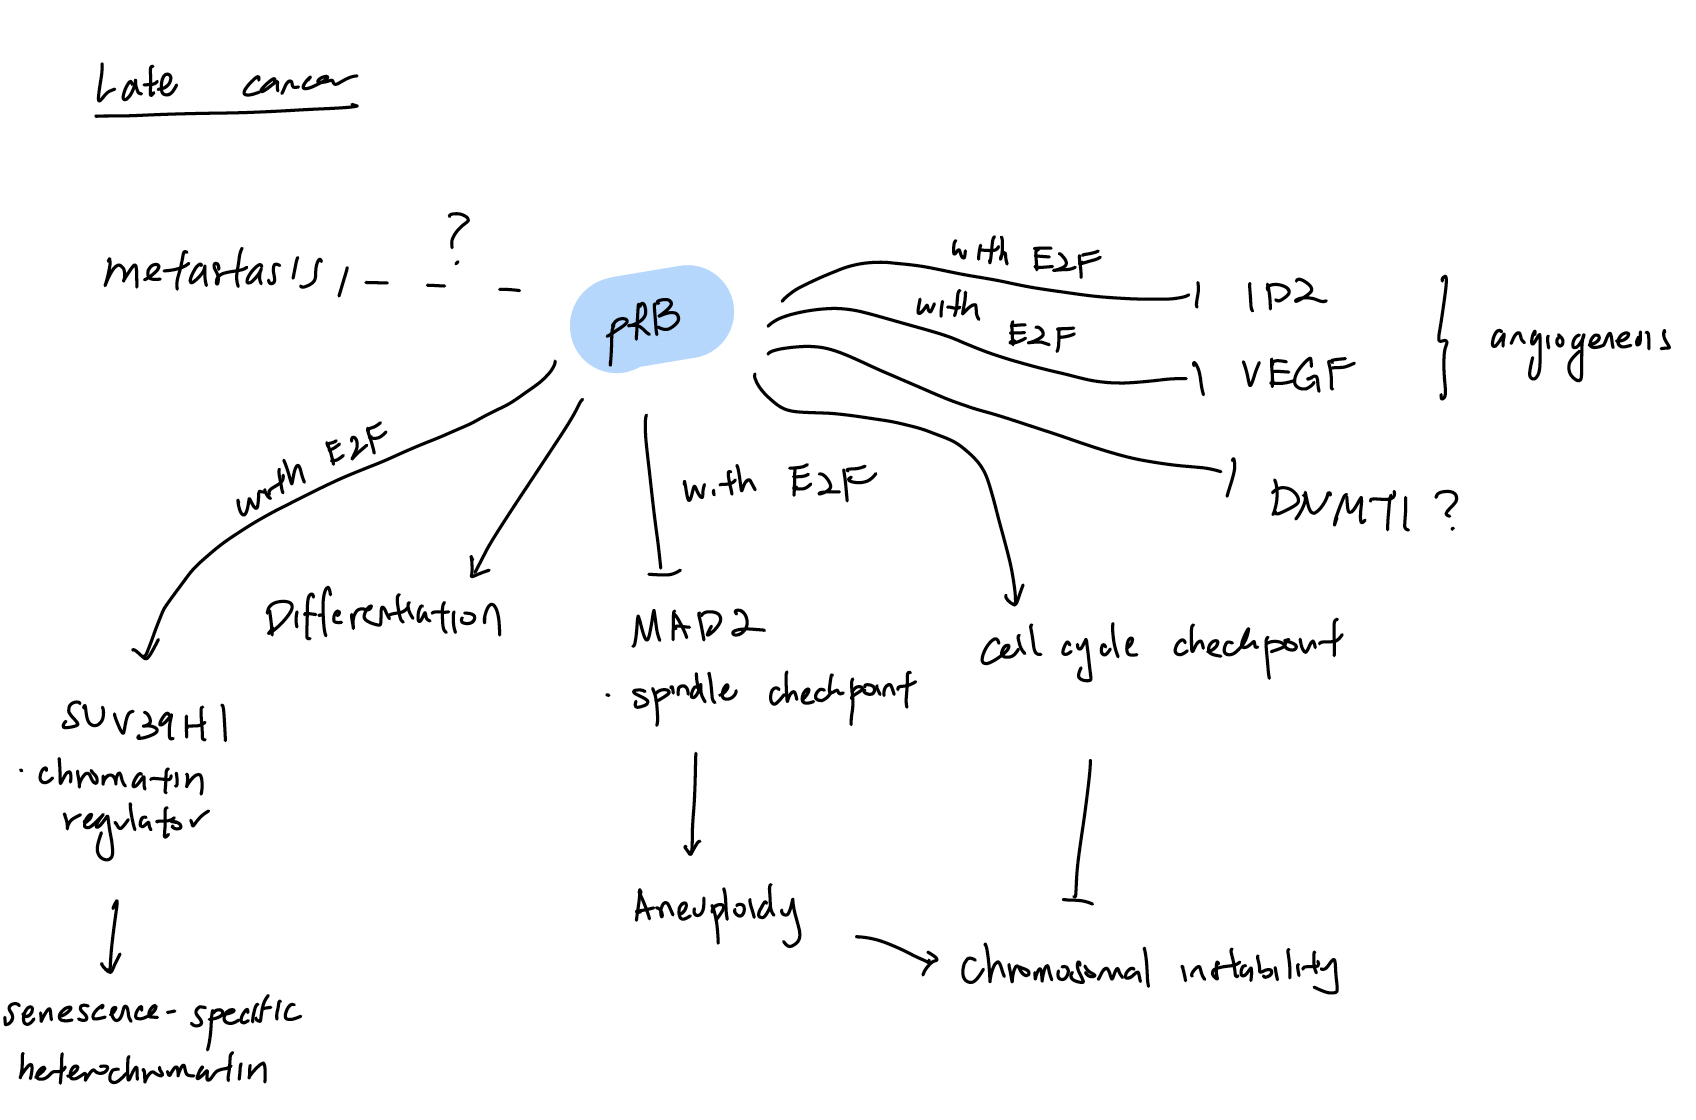 Late cancer
?
metastasis
pRB
with E2F
ID2
with
E2F
VEGF
angiogenesis
DNMT1 ?
with E2F
with E2F
Differentiation
MAD2
· spindle checkpoint
cell cycle checkpoint
SUV39H1
· chromatin
regulator
Aneuploidy
chromosomal instability
senescence-specific
heterochromatin